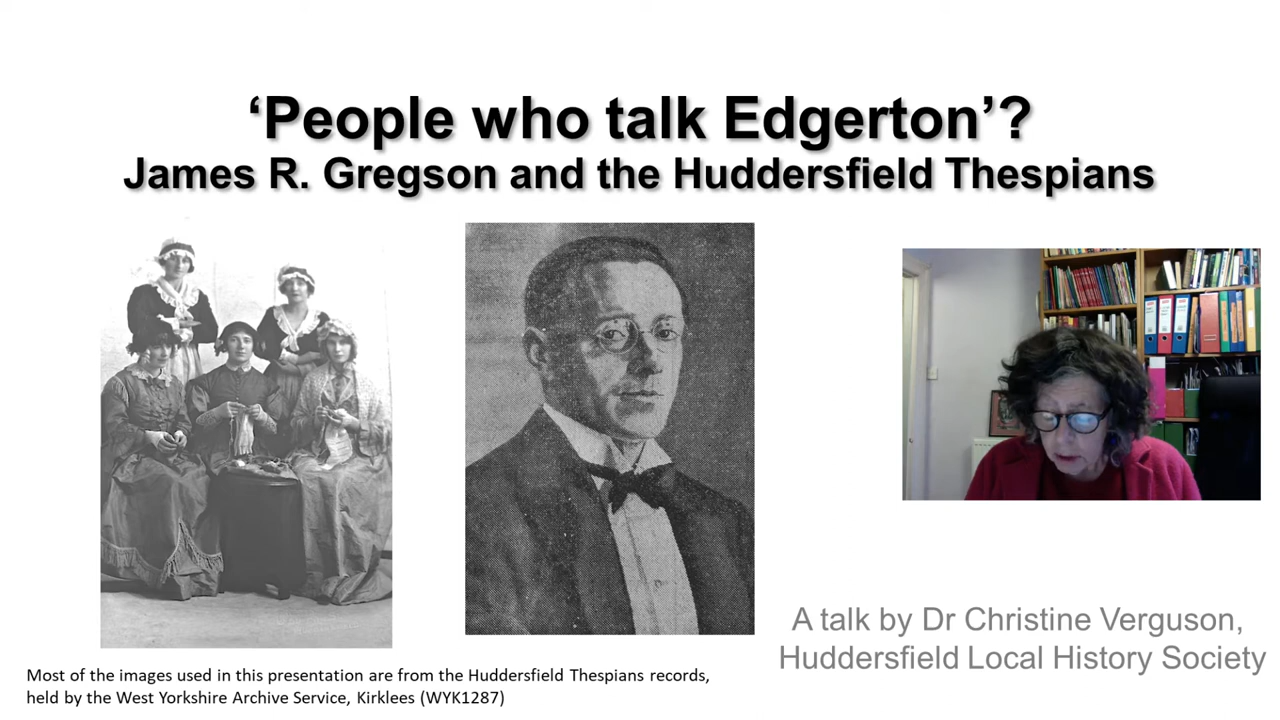 ‘People who talk Edgerton’?
James R. Gregson and the Huddersfield Thespians
A talk by Dr Christine Verguson,
Huddersfield Local History Society
Most of the images used in this presentation are from the Huddersfield Thespians records,
held by the West Yorkshire Archive Service, Kirklees (WYK1287)